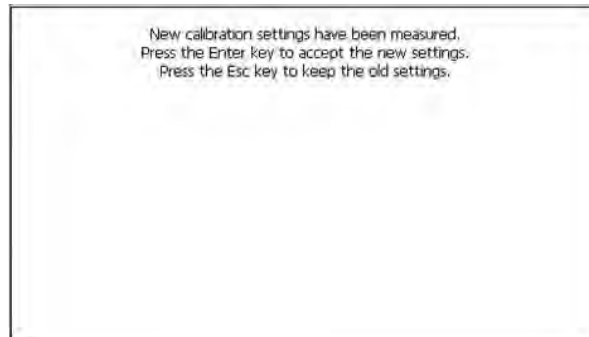 New calibration settings have been measured.
Press the Enter key to accept the new settings.
Press the Esc key to keep the old settings.